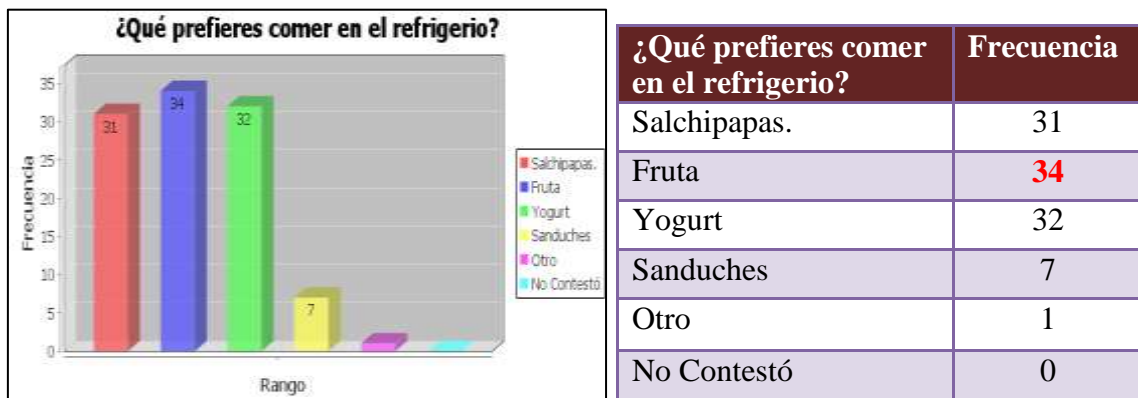 ¿Qué prefieres comer en el refrigerio?
35
30
25
20
15
10
5
0
Frecuencia
31
34
32
7
Rango
Salchipapas.
Fruta
Yogurt
Sanduches
Otro
No Contestó
¿Qué prefieres comer Frecuencia
en el refrigerio?
Salchipapas. 31
Fruta 34
Yogurt 32
Sanduches 7
Otro 1
No Contestó 0